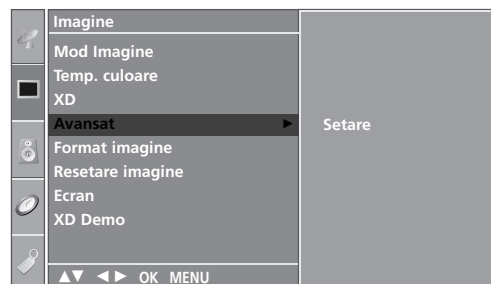 Imagine
Mod Imagine
Temp. culoare
XD
Avansat ► Setare
Format imagine
Resetare imagine
Ecran
XD Demo
▲▼ ◄► OK MENU